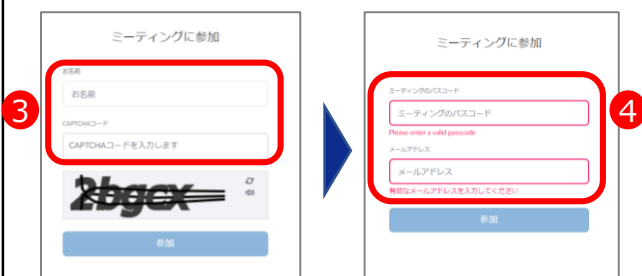 ミーティングに参加
お名前
お名前
CAPTCHAコード
CAPTCHAコードを入力します
2bgcx
参加
3
ミーティングに参加
ミーティングのパスコード
ミーティングのパスコード
Please enter a valid passcode
メールアドレス
メールアドレス
有効なメールアドレスを入力してください
参加
4